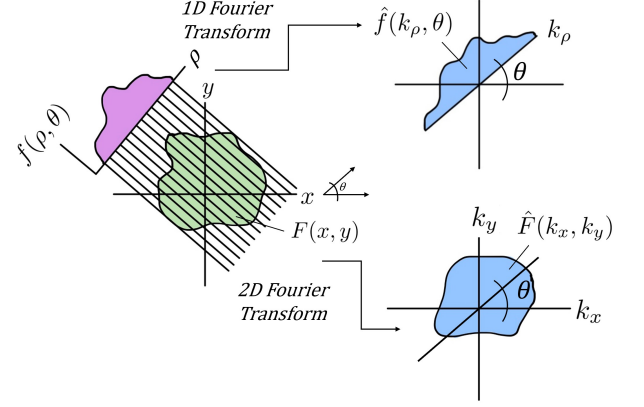 1D Fourier
Transform
ρ
y
f(ρ, θ)
x
θ
F(x, y)
2D Fourier
Transform
f̂(k_ρ, θ)
k_ρ
θ
k_y
F̂(k_x, k_y)
θ
k_x